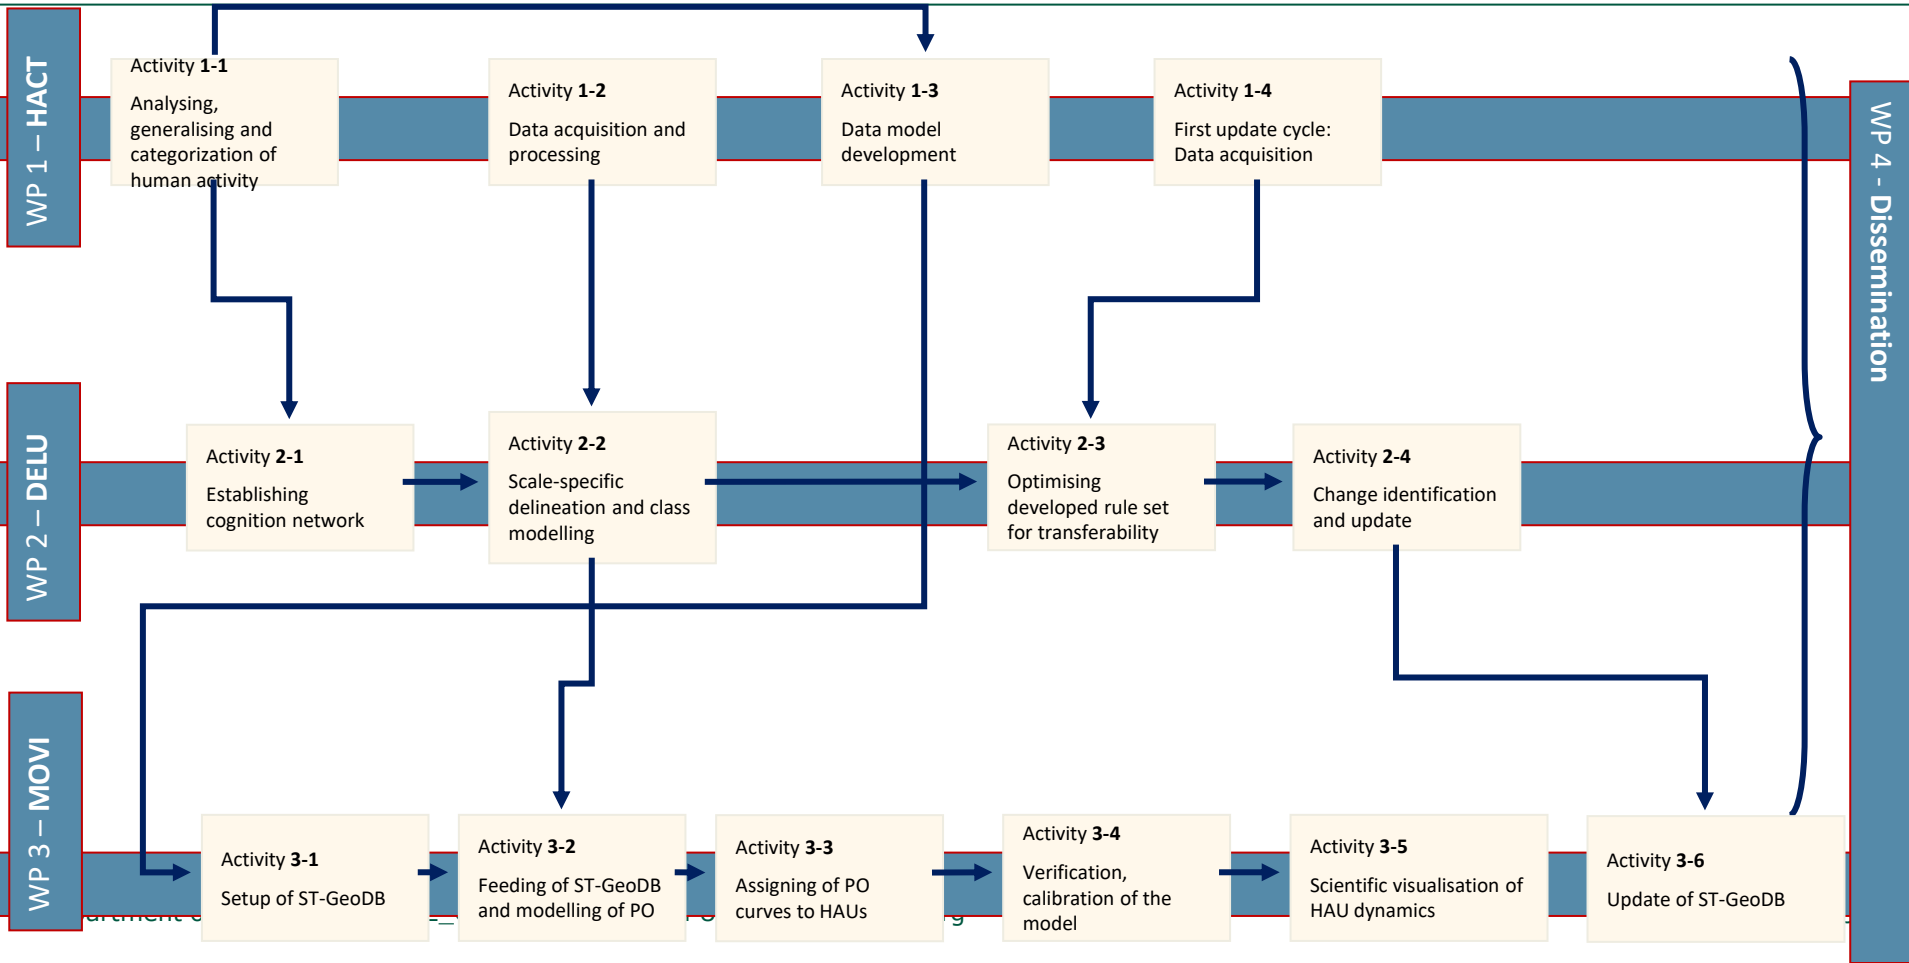 WP 1 – HACT
Activity 1-1
Analysing,
generalising and
categorization of
human activity
Activity 1-2
Data acquisition and
processing
Activity 1-3
Data model
development
Activity 1-4
First update cycle:
Data acquisition
WP 4 - Dissemination
WP 2 – DELU
Activity 2-1
Establishing
cognition network
Activity 2-2
Scale-specific
delineation and class
modelling
Activity 2-3
Optimising
developed rule set
for transferability
Activity 2-4
Change identification
and update
WP 3 – MOVI
Activity 3-1
Setup of ST-GeoDB
Activity 3-2
Feeding of ST-GeoDB
and modelling of PO
Activity 3-3
Assigning of PO
curves to HAUs
Activity 3-4
Verification,
calibration of the
model
Activity 3-5
Scientific visualisation of
HAU dynamics
Activity 3-6
Update of ST-GeoDB